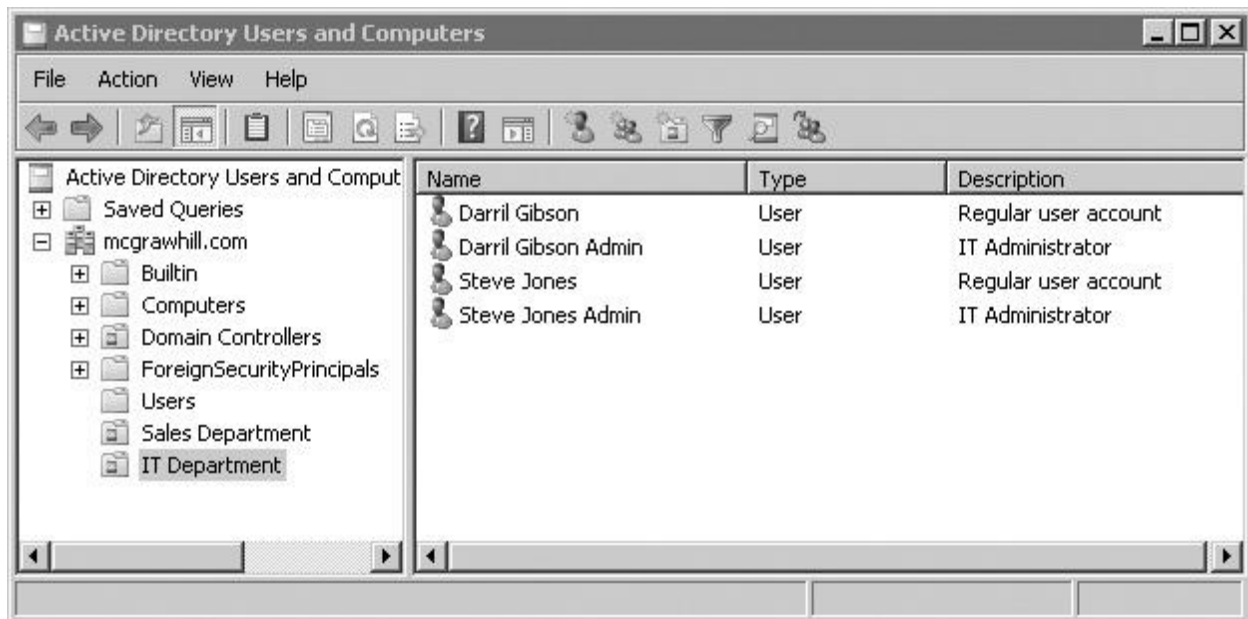 Active Directory Users and Computers
File Action View Help
Active Directory Users and Comput
Saved Queries
mcgrawhill.com
Builtin
Computers
Domain Controllers
ForeignSecurityPrincipals
Users
Sales Department
IT Department
Name Type Description
Darril Gibson User Regular user account
Darril Gibson Admin User IT Administrator
Steve Jones User Regular user account
Steve Jones Admin User IT Administrator